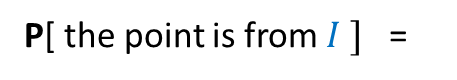 P[ the point is from I ] =